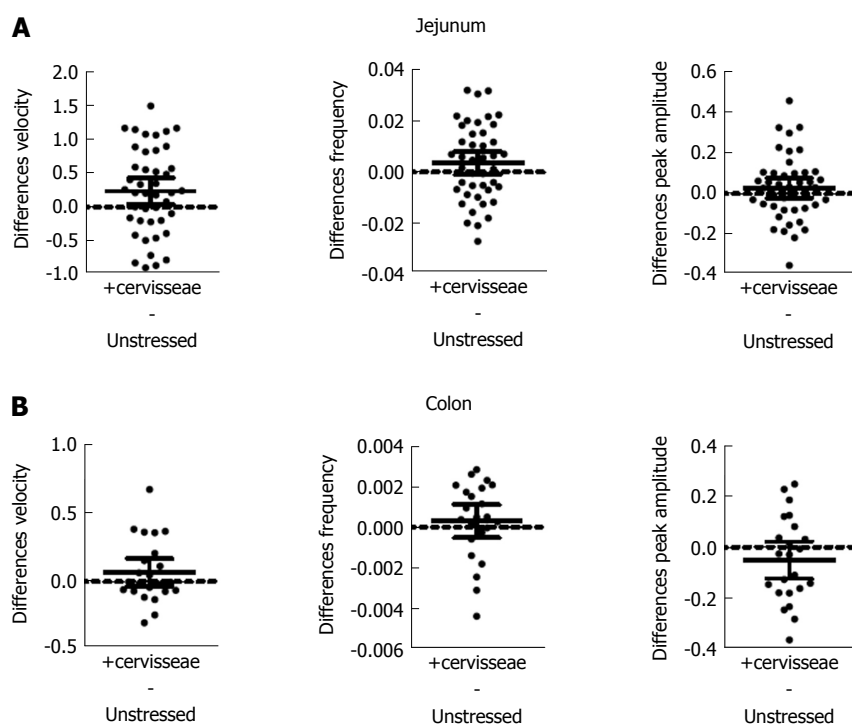 A
Jejunum
Differences velocity
2.0
1.5
1.0
0.5
0.0
-0.5
-1.0
+cervisseae
-
Unstressed
Differences frequency
0.04
0.02
0.00
-0.02
-0.04
+cervisseae
-
Unstressed
Differences peak amplitude
0.6
0.4
0.2
0.0
0.2
-0.4
+cervisseae
-
Unstressed
B
Colon
Differences velocity
1.0
0.5
0.0
-0.5
+cervisseae
-
Unstressed
Differences frequency
0.004
0.002
0.000
-0.002
-0.004
-0.006
+cervisseae
-
Unstressed
Differences peak amplitude
0.4
0.2
0.0
-0.2
-0.4
+cervisseae
-
Unstressed